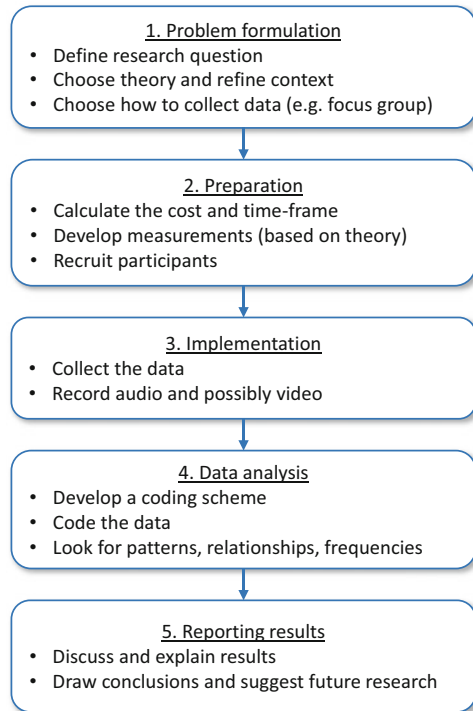 1. Problem formulation
• Define research question
• Choose theory and refine context
• Choose how to collect data (e.g. focus group)
2. Preparation
• Calculate the cost and time-frame
• Develop measurements (based on theory)
• Recruit participants
3. Implementation
• Collect the data
• Record audio and possibly video
4. Data analysis
• Develop a coding scheme
• Code the data
• Look for patterns, relationships, frequencies
5. Reporting results
• Discuss and explain results
• Draw conclusions and suggest future research